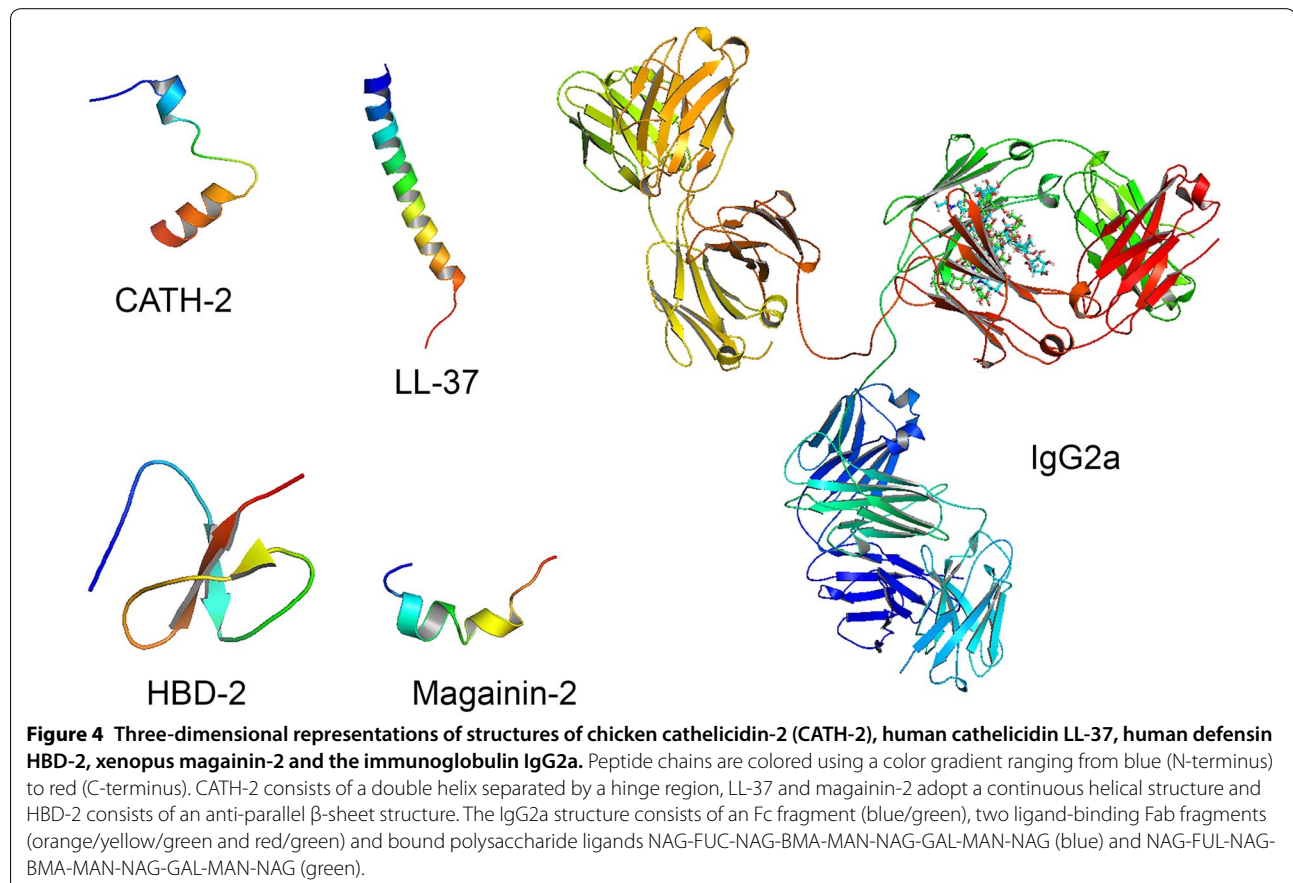 CATH-2
LL-37
IgG2a
HBD-2
Magainin-2
Figure 4 Three-dimensional representations of structures of chicken cathelicidin-2 (CATH-2), human cathelicidin LL-37, human defensin
HBD-2, xenopus magainin-2 and the immunoglobulin IgG2a. Peptide chains are colored using a color gradient ranging from blue (N-terminus)
to red (C-terminus). CATH-2 consists of a double helix separated by a hinge region, LL-37 and magainin-2 adopt a continuous helical structure and
HBD-2 consists of an anti-parallel β-sheet structure. The IgG2a structure consists of an Fc fragment (blue/green), two ligand-binding Fab fragments
(orange/yellow/green and red/green) and bound polysaccharide ligands NAG-FUC-NAG-BMA-MAN-NAG-GAL-MAN-NAG (blue) and NAG-FUL-NAG-
BMA-MAN-NAG-GAL-MAN-NAG (green).